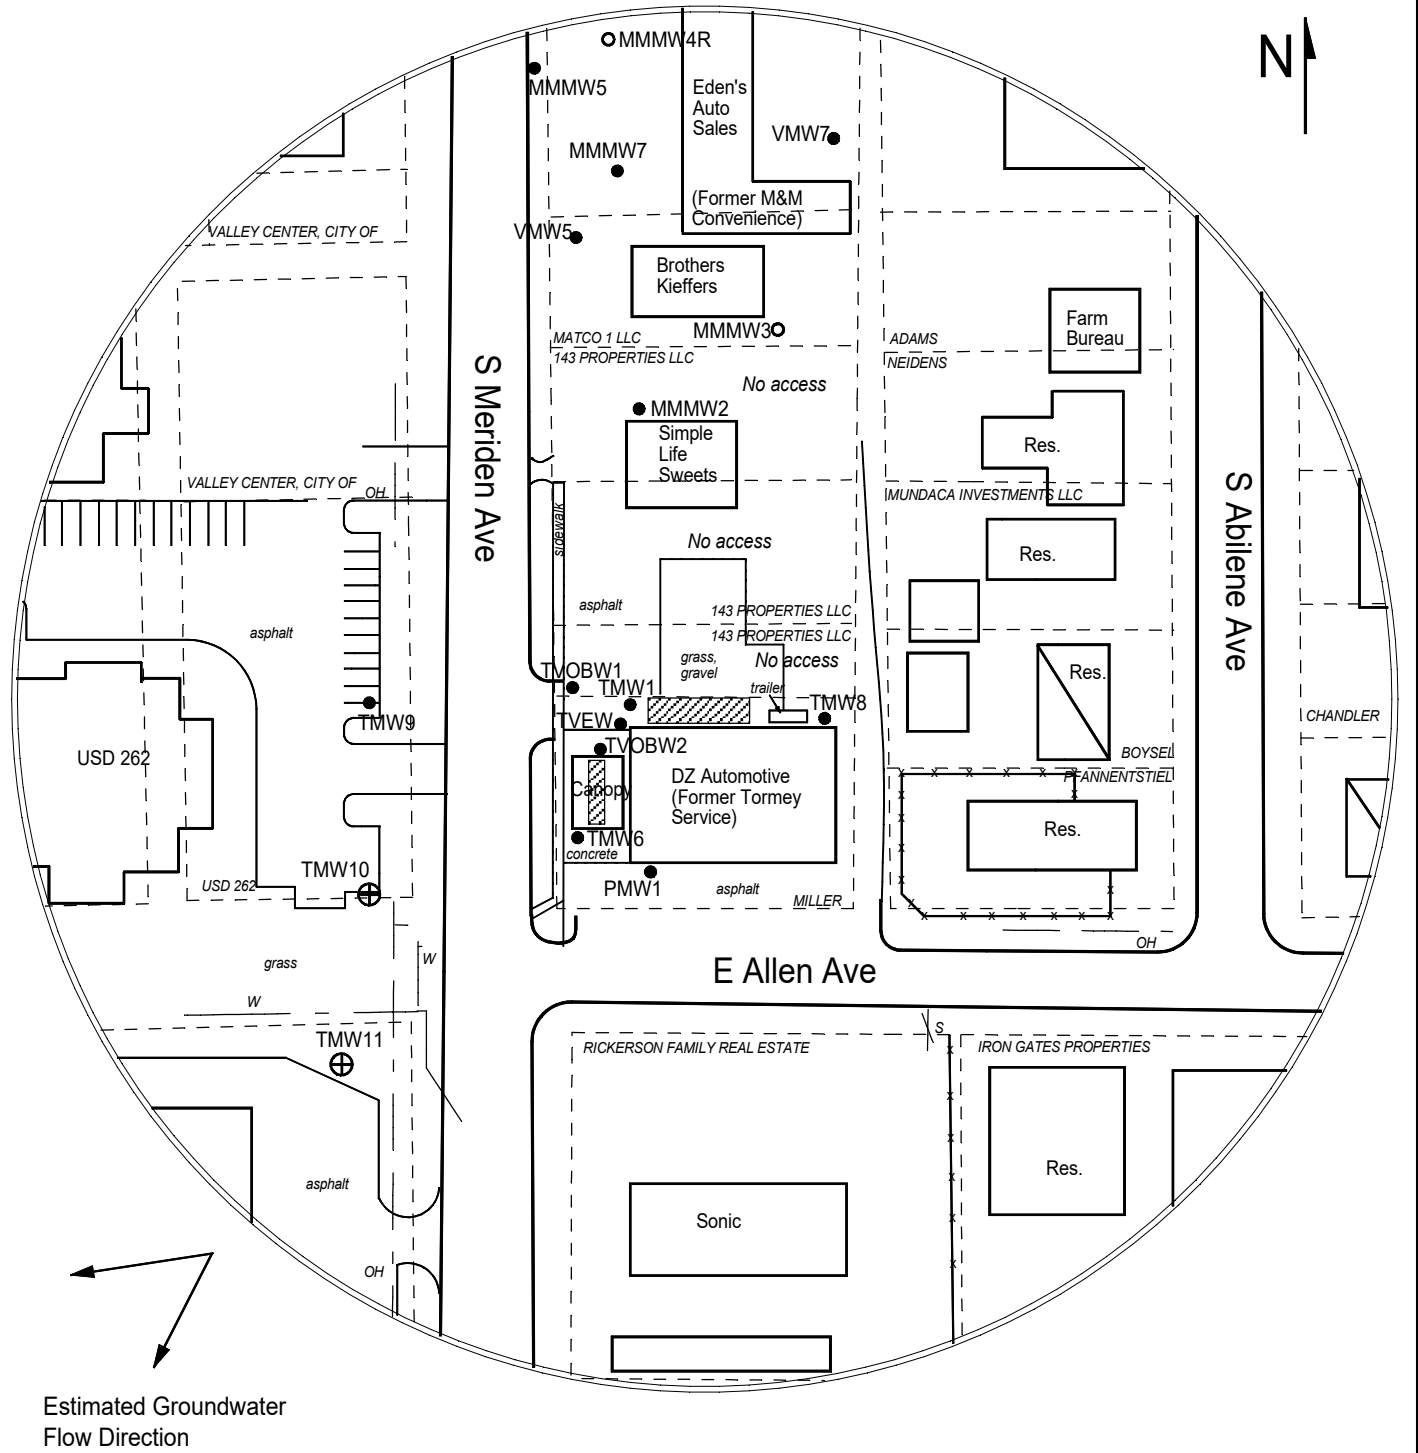 MMMW4R
N
MMMW5
Eden's
Auto
Sales
VMW7
MMMW7
(Former M&M
Convenience)
VALLEY CENTER, CITY OF
VMW5
Brothers
Kieffers
Farm
Bureau
MMMW3
MATCO 1 LLC
143 PROPERTIES LLC
ADAMS
NEIDENS
S Meriden Ave
No access
MMMW2
Simple
Life
Sweets
Res.
VALLEY CENTER, CITY OF
OH
MUNDACA INVESTMENTS LLC
S Abilene Ave
sidewalk
No access
Res.
asphalt
143 PROPERTIES LLC
asphalt
143 PROPERTIES LLC
grass,
gravel
No access
TVOBW1
TMW1
trailer
TMW8
Res.
TMW9
TVEW
CHANDLER
USD 262
TVOBW2
BOYSEL
PFANNENTSTIEL
DZ Automotive
(Former Tormey
Service)
Canopy
Res.
TMW6
concrete
TMW10
USD 262
PMW1
asphalt
MILLER
x x x x x x
x
x
x
x
x
x
x
x x x x x x
OH
grass
W
E Allen Ave
W
TMW11
S
RICKERSON FAMILY REAL ESTATE
IRON GATES PROPERTIES
x
x
x
x
x
x
Res.
asphalt
Sonic
OH
Estimated Groundwater
Flow Direction